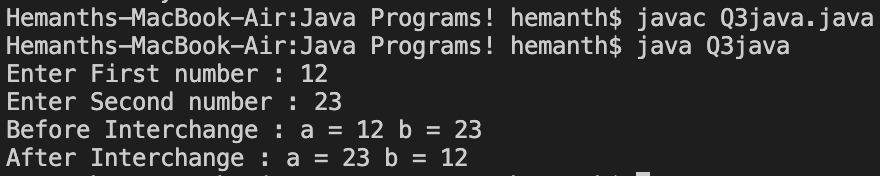 Hemanths-MacBook-Air:Java Programs! hemanth$ javac Q3java.java
Hemanths-MacBook-Air:Java Programs! hemanth$ java Q3java
Enter First number : 12
Enter Second number : 23
Before Interchange : a = 12 b = 23
After Interchange : a = 23 b = 12